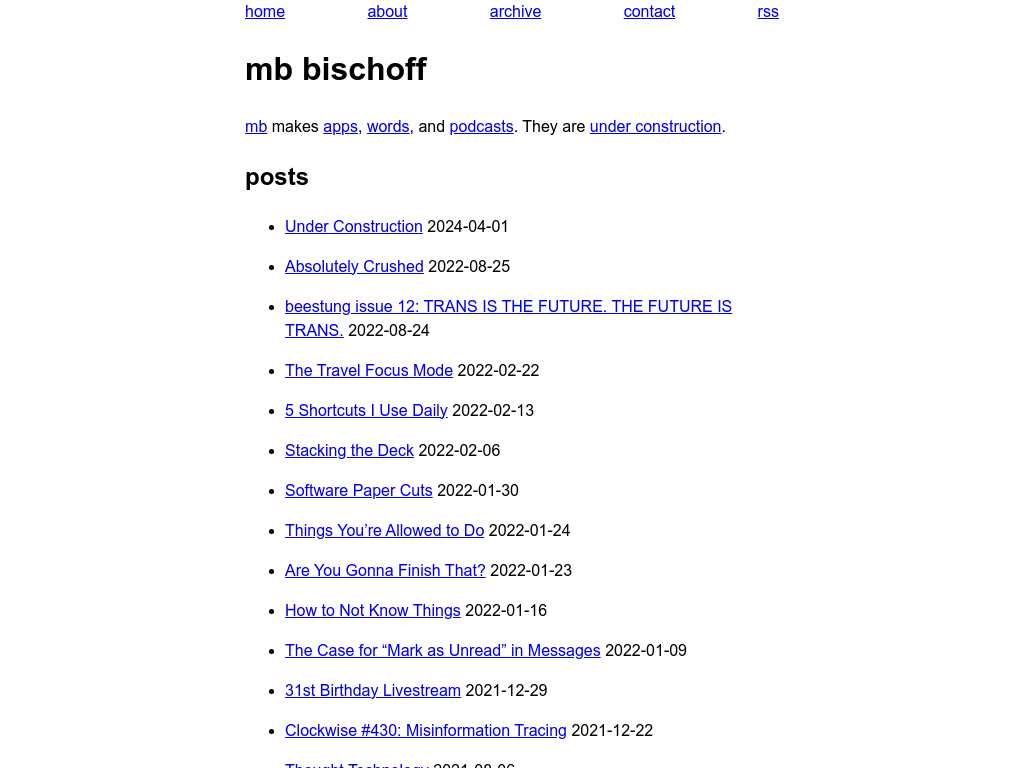 home about archive contact rss
mb bischoff
mb makes apps, words, and podcasts. They are under construction.
posts
Under Construction 2024-04-01
Absolutely Crushed 2022-08-25
beestung issue 12: TRANS IS THE FUTURE. THE FUTURE IS
TRANS. 2022-08-24
The Travel Focus Mode 2022-02-22
5 Shortcuts I Use Daily 2022-02-13
Stacking the Deck 2022-02-06
Software Paper Cuts 2022-01-30
Things You’re Allowed to Do 2022-01-24
Are You Gonna Finish That? 2022-01-23
How to Not Know Things 2022-01-16
The Case for “Mark as Unread” in Messages 2022-01-09
31st Birthday Livestream 2021-12-29
Clockwise #430: Misinformation Tracing 2021-12-22
Thought Technology 2021-08-06